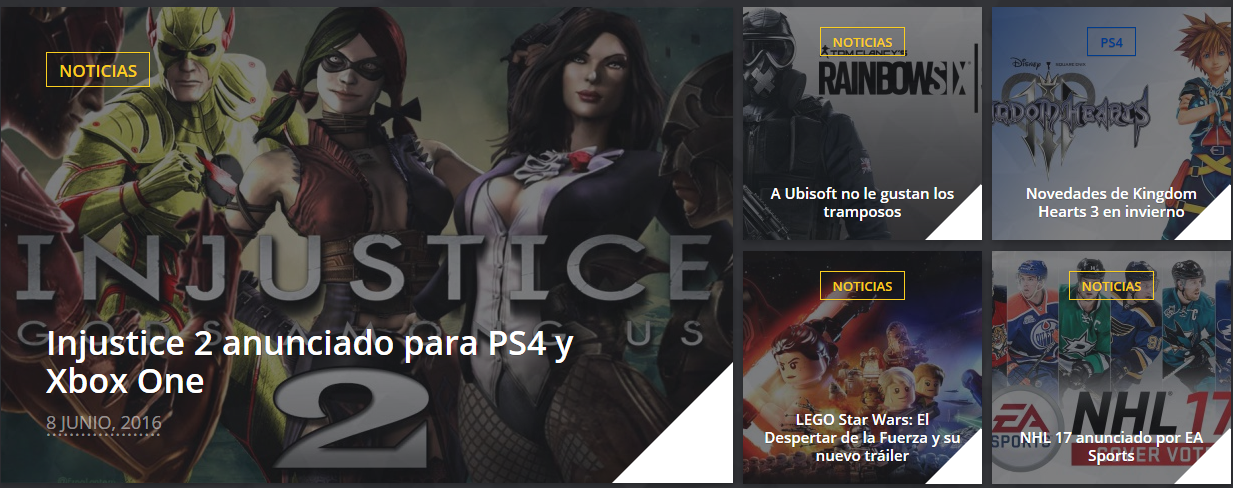 NOTICIAS
INJUSTICE
GODS AMONG US
2
Injustice 2 anunciado para PS4 y
Xbox One
8 JUNIO, 2016
NOTICIAS
TOM CLANCY'S
RAINBOWSIX
A Ubisoft no le gustan los
tramposos
PS4
Disney
KINGDOM HEARTS
III
Novedades de Kingdom
Hearts 3 en invierno
NOTICIAS
LEGO Star Wars: El
Despertar de la Fuerza y su
nuevo tráiler
NOTICIAS
EA
SPORTS
NHL 17
COVER VOTE
NHL 17 anunciado por EA
Sports